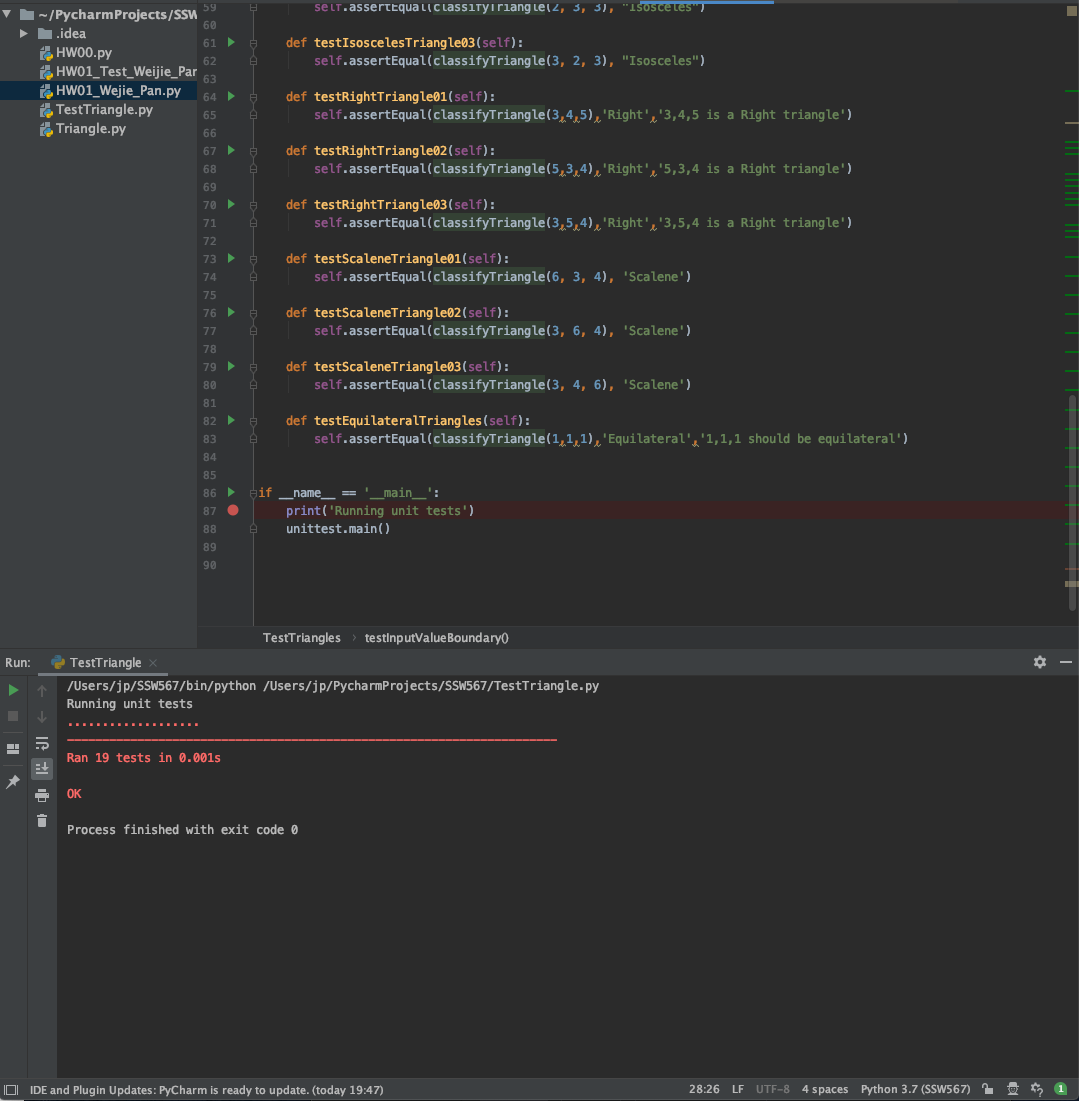 ~/PycharmProjects/SSW
.idea
HW00.py
HW01_Test_Weijie_Pan
HW01_Wejie_Pan.py
TestTriangle.py
Triangle.py
59 self.assertEqual(classifyTriangle(2, 3, 3), "Isosceles")
60
61 def testIsoscelesTriangle03(self):
62 self.assertEqual(classifyTriangle(3, 2, 3), "Isosceles")
63
64 def testRightTriangle01(self):
65 self.assertEqual(classifyTriangle(3,4,5),'Right','3,4,5 is a Right triangle')
66
67 def testRightTriangle02(self):
68 self.assertEqual(classifyTriangle(5,3,4),'Right','5,3,4 is a Right triangle')
69
70 def testRightTriangle03(self):
71 self.assertEqual(classifyTriangle(3,5,4),'Right','3,5,4 is a Right triangle')
72
73 def testScaleneTriangle01(self):
74 self.assertEqual(classifyTriangle(6, 3, 4), 'Scalene')
75
76 def testScaleneTriangle02(self):
77 self.assertEqual(classifyTriangle(3, 6, 4), 'Scalene')
78
79 def testScaleneTriangle03(self):
80 self.assertEqual(classifyTriangle(3, 4, 6), 'Scalene')
81
82 def testEquilateralTriangles(self):
83 self.assertEqual(classifyTriangle(1,1,1),'Equilateral','1,1,1 should be equilateral')
84
85
86 if __name__ == '__main__':
87 print('Running unit tests')
88 unittest.main()
89
90
TestTriangles › testInputValueBoundary()
Run: TestTriangle
/Users/jp/SSW567/bin/python /Users/jp/PycharmProjects/SSW567/TestTriangle.py
Running unit tests
...................
----------------------------------------------------------------------
Ran 19 tests in 0.001s
OK
Process finished with exit code 0
IDE and Plugin Updates: PyCharm is ready to update. (today 19:47) 28:26 LF UTF-8 4 spaces Python 3.7 (SSW567) 1